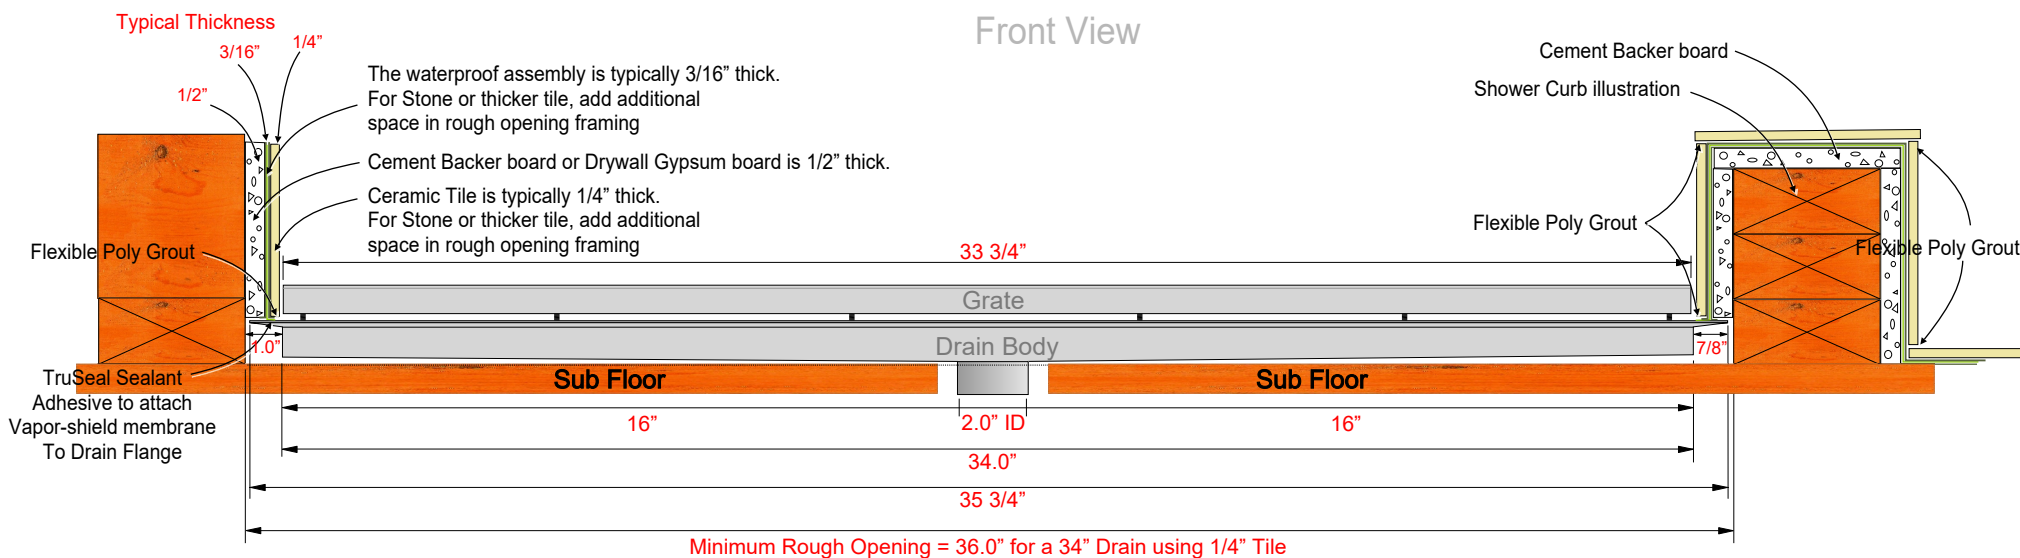 Front View
Typical Thickness
3/16”
1/4”
1/2”
The waterproof assembly is typically 3/16” thick.
For Stone or thicker tile, add additional
space in rough opening framing
Cement Backer board or Drywall Gypsum board is 1/2” thick.
Ceramic Tile is typically 1/4” thick.
For Stone or thicker tile, add additional
space in rough opening framing
Flexible Poly Grout
Cement Backer board
Shower Curb illustration
Flexible Poly Grout
Flexible Poly Grout
33 3/4”
Grate
1.0”
Drain Body
7/8”
TruSeal Sealant
Adhesive to attach
Vapor-shield membrane
To Drain Flange
Sub Floor
Sub Floor
16”
2.0” ID
16”
34.0”
35 3/4”
Minimum Rough Opening = 36.0” for a 34” Drain using 1/4” Tile